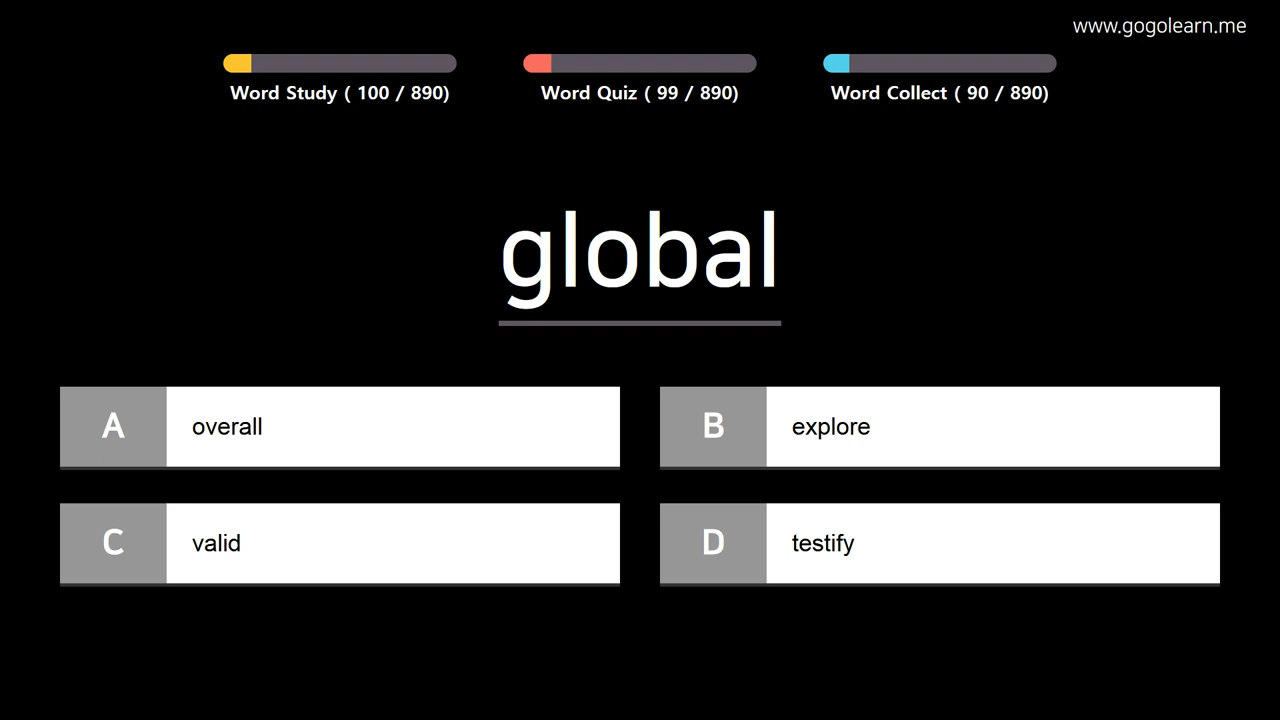 www.gogolearn.me
Word Study ( 100 / 890)
Word Quiz ( 99 / 890)
Word Collect ( 90 / 890)
global
A overall
B explore
C valid
D testify